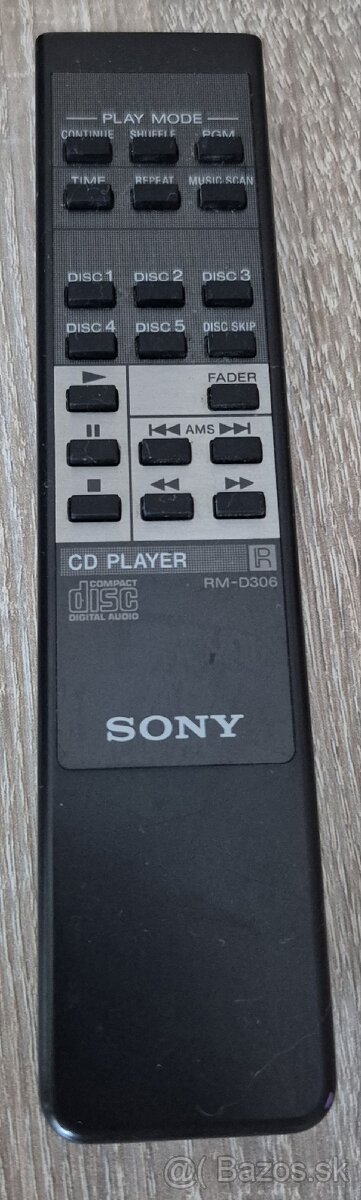 PLAY MODE
CONTINUE SHUFFLE PGM
TIME REPEAT MUSIC SCAN
DISC 1 DISC 2 DISC 3
DISC 4 DISC 5 DISC SKIP
FADER
AMS
CD PLAYER R
RM-D306
COMPACT
disc
DIGITAL AUDIO
SONY
@ Bazos.sk